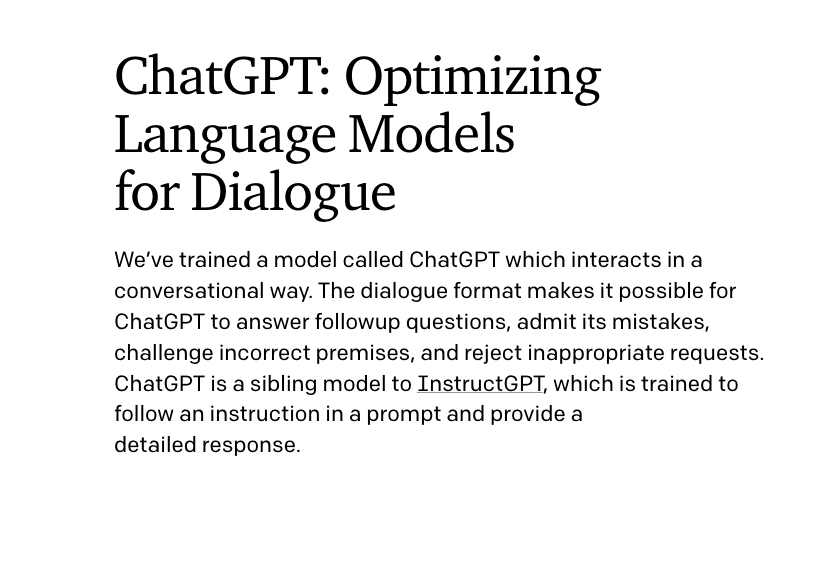 ChatGPT: Optimizing
Language Models
for Dialogue
We’ve trained a model called ChatGPT which interacts in a
conversational way. The dialogue format makes it possible for
ChatGPT to answer followup questions, admit its mistakes,
challenge incorrect premises, and reject inappropriate requests.
ChatGPT is a sibling model to InstructGPT, which is trained to
follow an instruction in a prompt and provide a
detailed response.